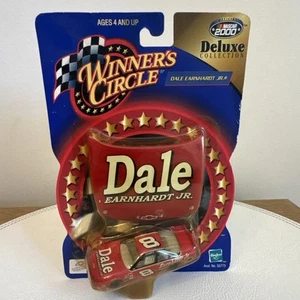 AGES 4 AND UP
NASCAR
2000
WINNER'S
CIRCLE
Deluxe
COLLECTION
DALE EARNHARDT JR.
Dale
EARNHARDT JR.
Dale
8
Hasbro